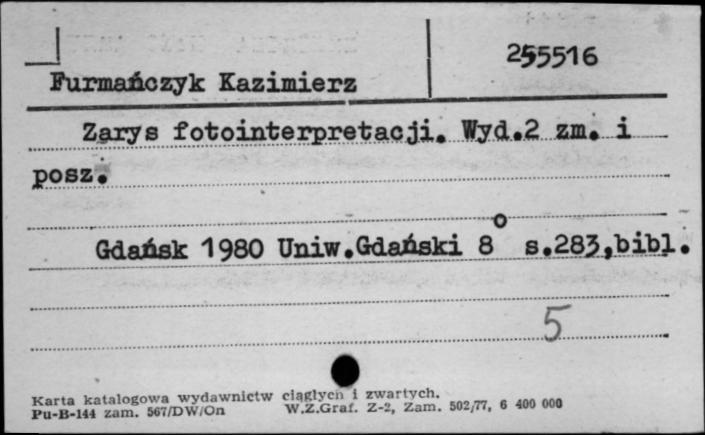 255516
Furmańczyk Kazimierz
Zarys fotointerpretacji. Wyd.2 zm. i
posz.
Gdańsk 1980 Uniw.Gdański 8° s.283,bibl.
5
Karta katalogowa wydawnictw ciągłych i zwartych.
Pu-B-144 zam. 567/DW/On W.Z.Graf. Z-2, Zam. 502/77, 6 400 000